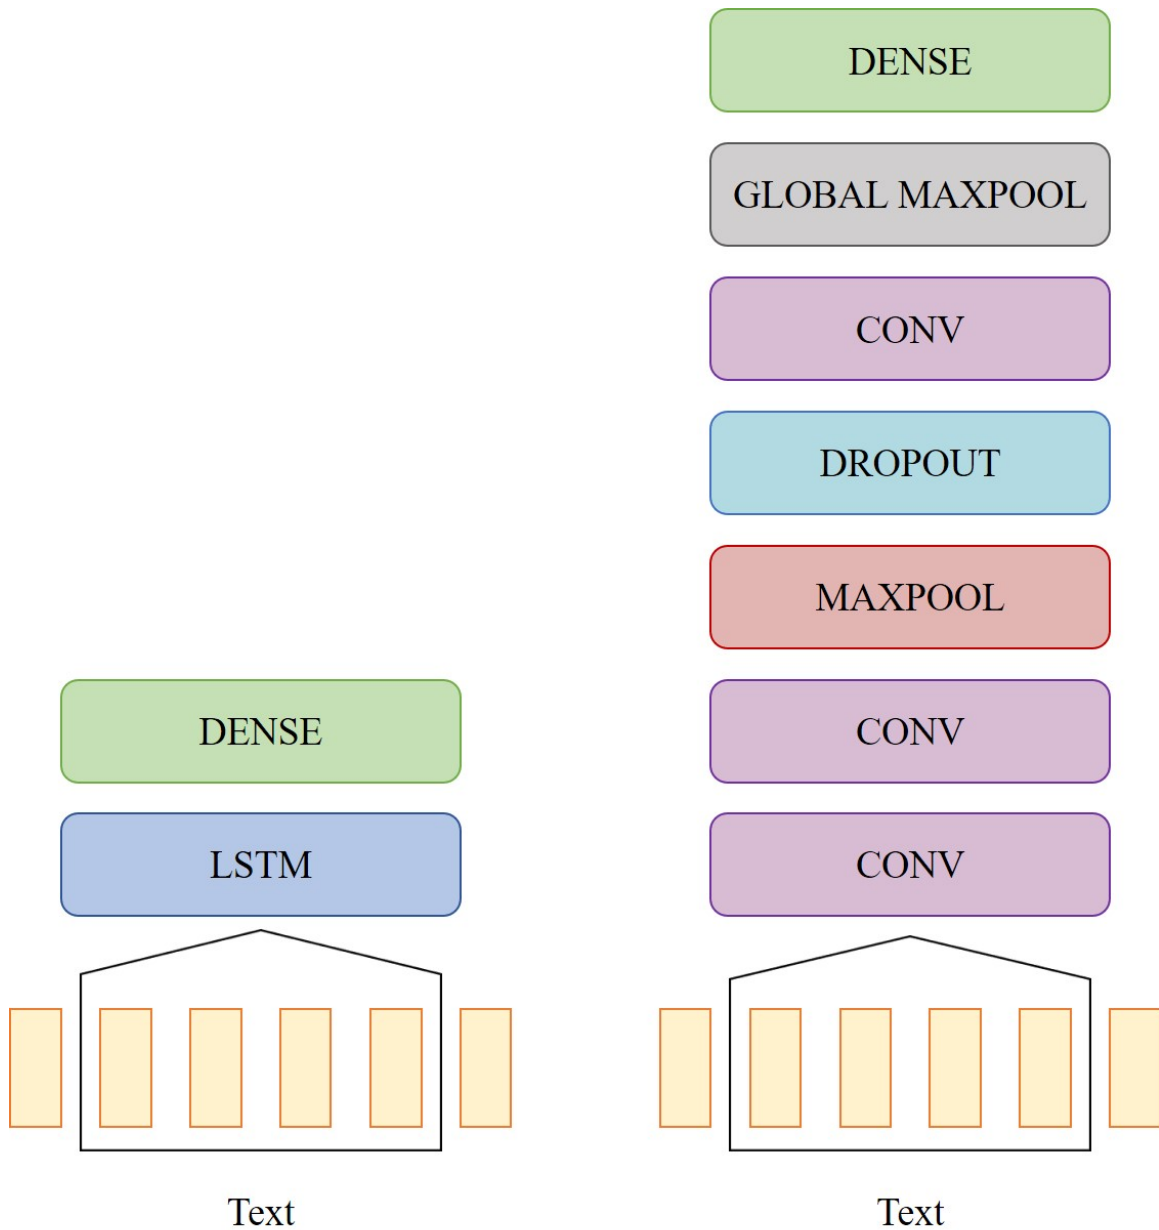 DENSE
GLOBAL MAXPOOL
CONV
DROPOUT
MAXPOOL
DENSE
CONV
LSTM
CONV
Text
Text